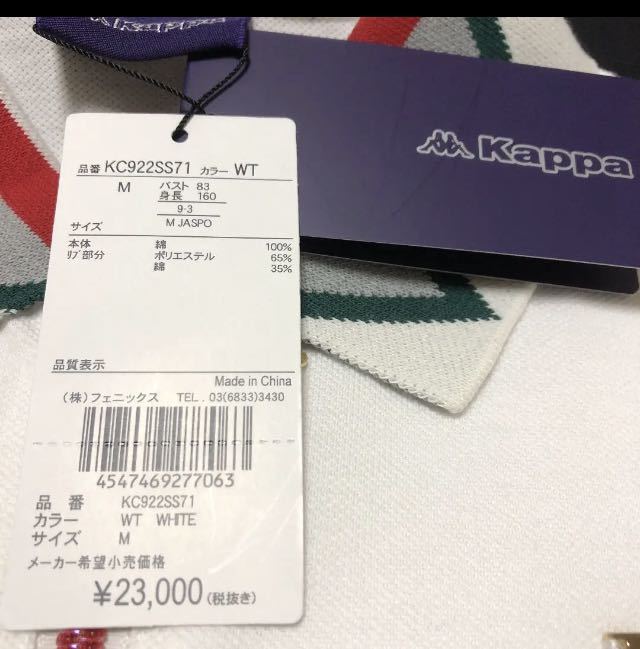 Kappa
Kappa
品番 KC922SS71 カラー WT
M バスト 83
身長 160
9-3
サイズ M JASPO
本体 綿 100%
ﾘﾌﾞ部分 ポリエステル 65%
綿 35%
品質表示
Made in China
(株)フェニックス TEL. 03(6833)3430
4547469277063
品 番 KC922SS71
カラー WT WHITE
サイズ M
メーカー希望小売価格
¥23,000(税抜き)